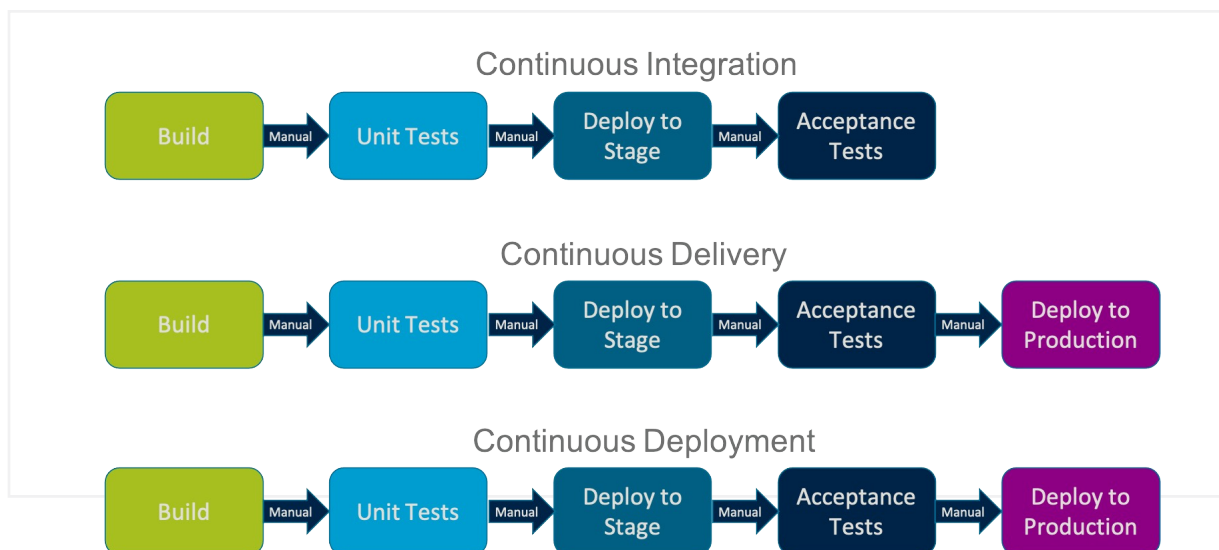 Continuous Integration
Build
Manual
Unit Tests
Manual
Deploy to
Stage
Manual
Acceptance
Tests
Continuous Delivery
Build
Manual
Unit Tests
Manual
Deploy to
Stage
Manual
Acceptance
Tests
Manual
Deploy to
Production
Continuous Deployment
Build
Manual
Unit Tests
Manual
Deploy to
Stage
Manual
Acceptance
Tests
Manual
Deploy to
Production